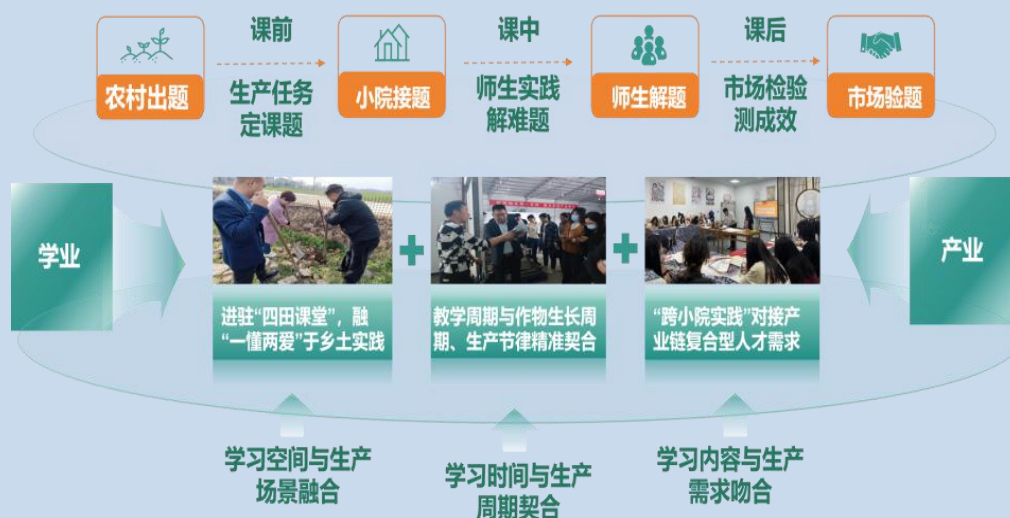 课前
课中
课后
农村出题
生产任务
定课题
小院接题
师生实践
解难题
师生解题
市场检验
测成效
市场验题
学业
产业
进驻“四田课堂”，融
“一懂两爱”于乡土实践
教学周期与作物生长周
期、生产节律精准契合
“跨小院实践”对接产
业链复合型人才需求
学习空间与生产
场景融合
学习时间与生产
周期契合
学习内容与生产
需求吻合